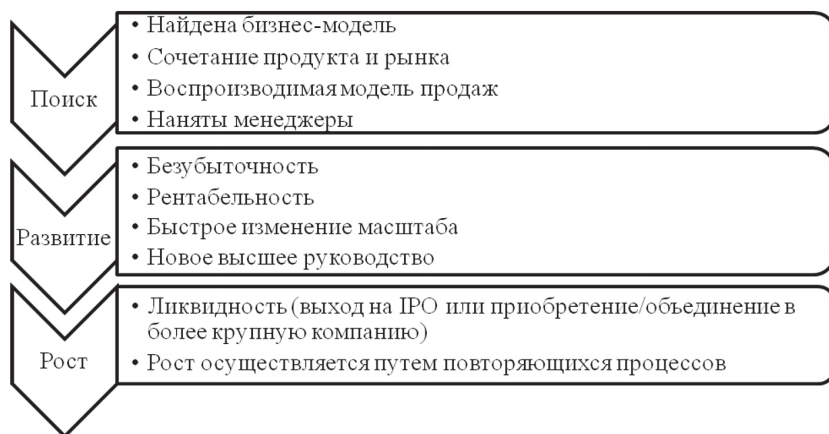 Поиск
• Найдена бизнес-модель
• Сочетание продукта и рынка
• Воспроизводимая модель продаж
• Наняты менеджеры
Развитие
• Безубыточность
• Рентабельность
• Быстрое изменение масштаба
• Новое высшее руководство
Рост
• Ликвидность (выход на IPO или приобретение/объединение в
более крупную компанию)
• Рост осуществляется путем повторяющихся процессов